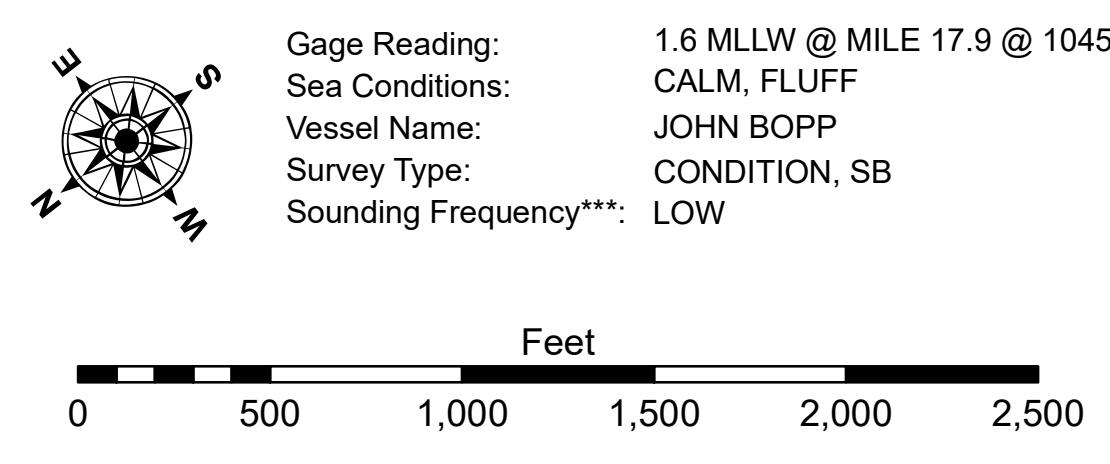 E
S
N
W
Gage Reading: 1.6 MLLW @ MILE 17.9 @ 1045
Sea Conditions: CALM, FLUFF
Vessel Name: JOHN BOPP
Survey Type: CONDITION, SB
Sounding Frequency***: LOW
Feet
0 500 1,000 1,500 2,000 2,500